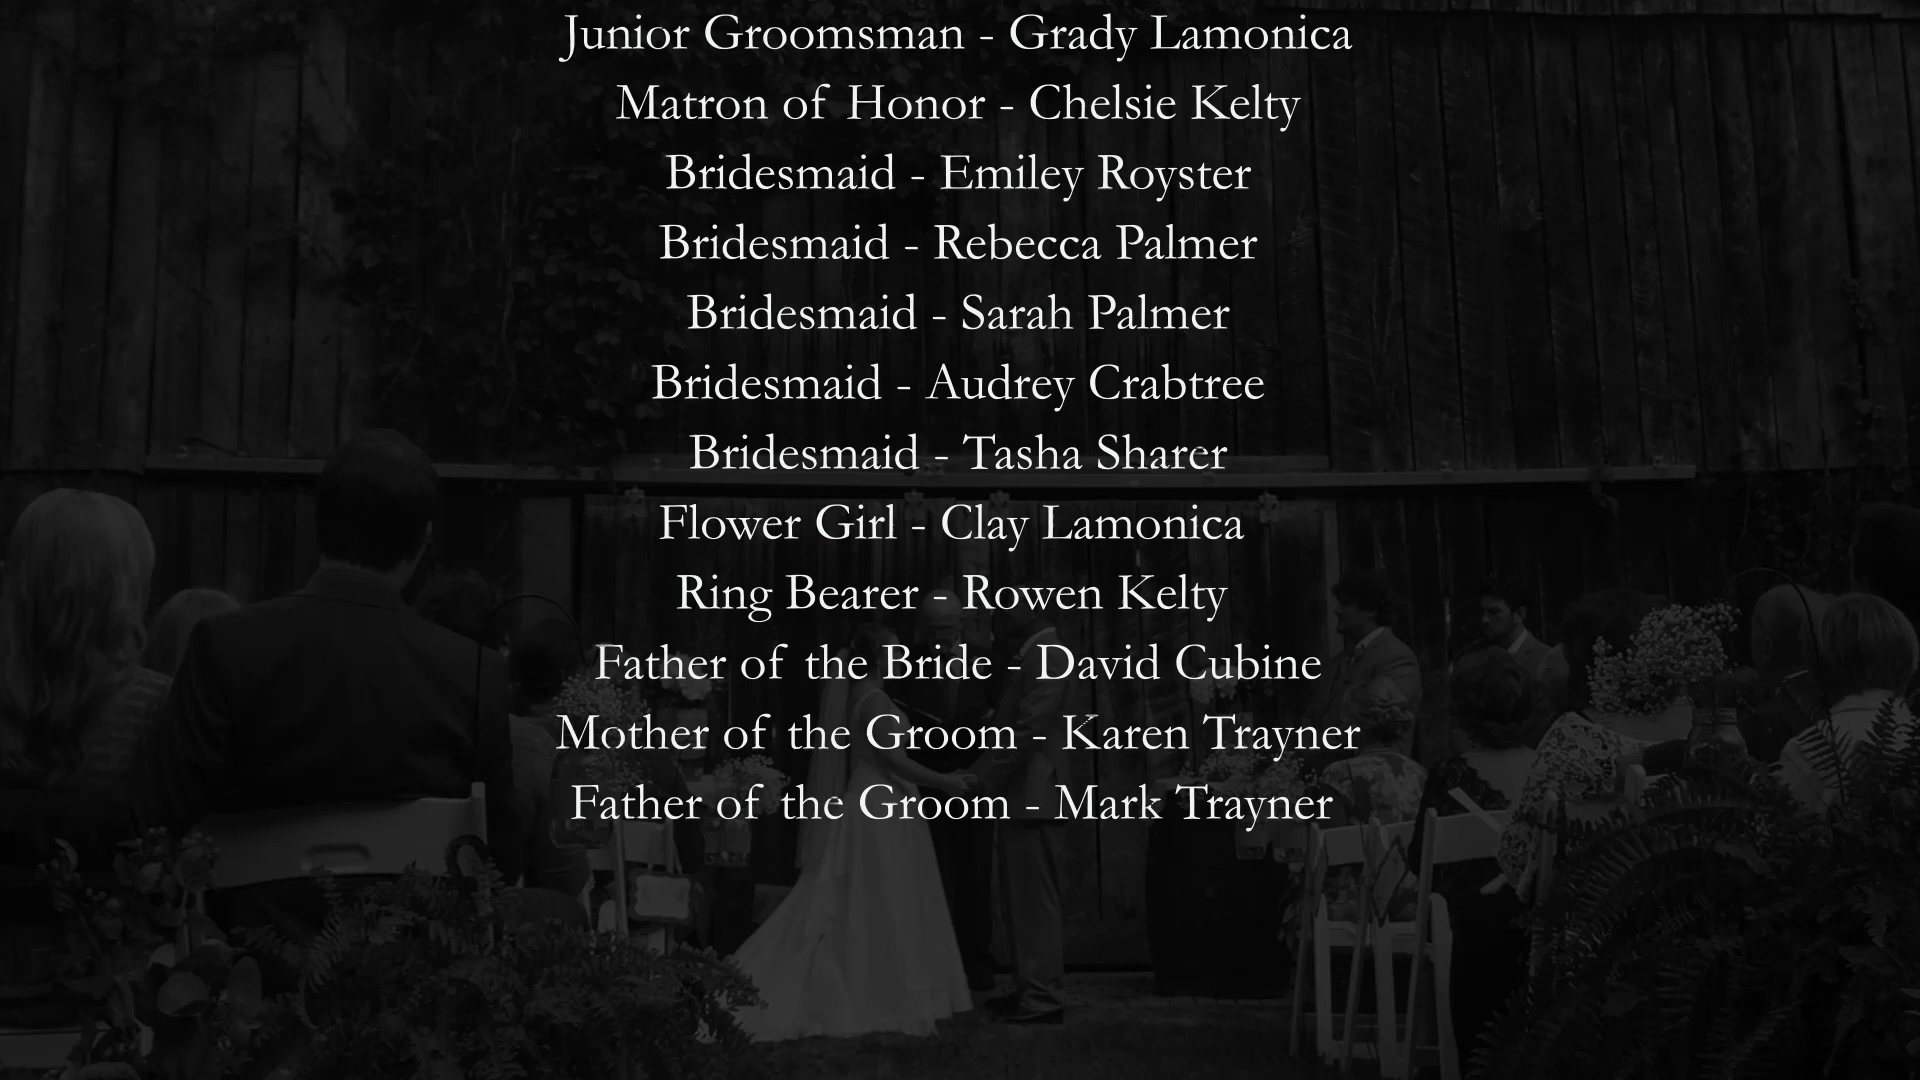 Junior Groomsman - Grady Lamonica
Matron of Honor - Chelsie Kelty
Bridesmaid - Emiley Royster
Bridesmaid - Rebecca Palmer
Bridesmaid - Sarah Palmer
Bridesmaid - Audrey Crabtree
Bridesmaid - Tasha Sharer
Flower Girl - Clay Lamonica
Ring Bearer - Rowen Kelty
Father of the Bride - David Cubine
Mother of the Groom - Karen Trayner
Father of the Groom - Mark Trayner